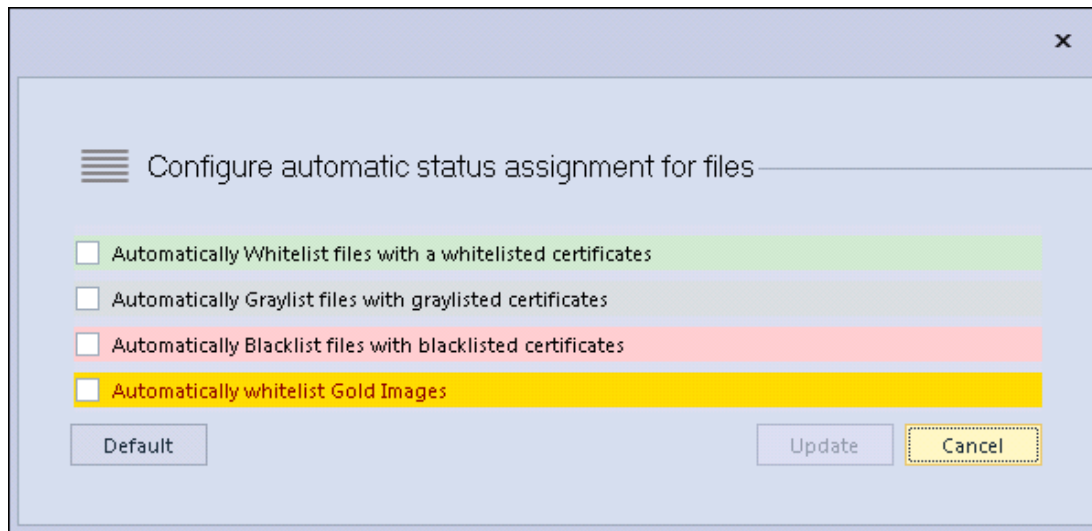 Configure automatic status assignment for files
Automatically Whitelist files with a whitelisted certificates
Automatically Graylist files with graylisted certificates
Automatically Blacklist files with blacklisted certificates
Automatically whitelist Gold Images
Default Update Cancel